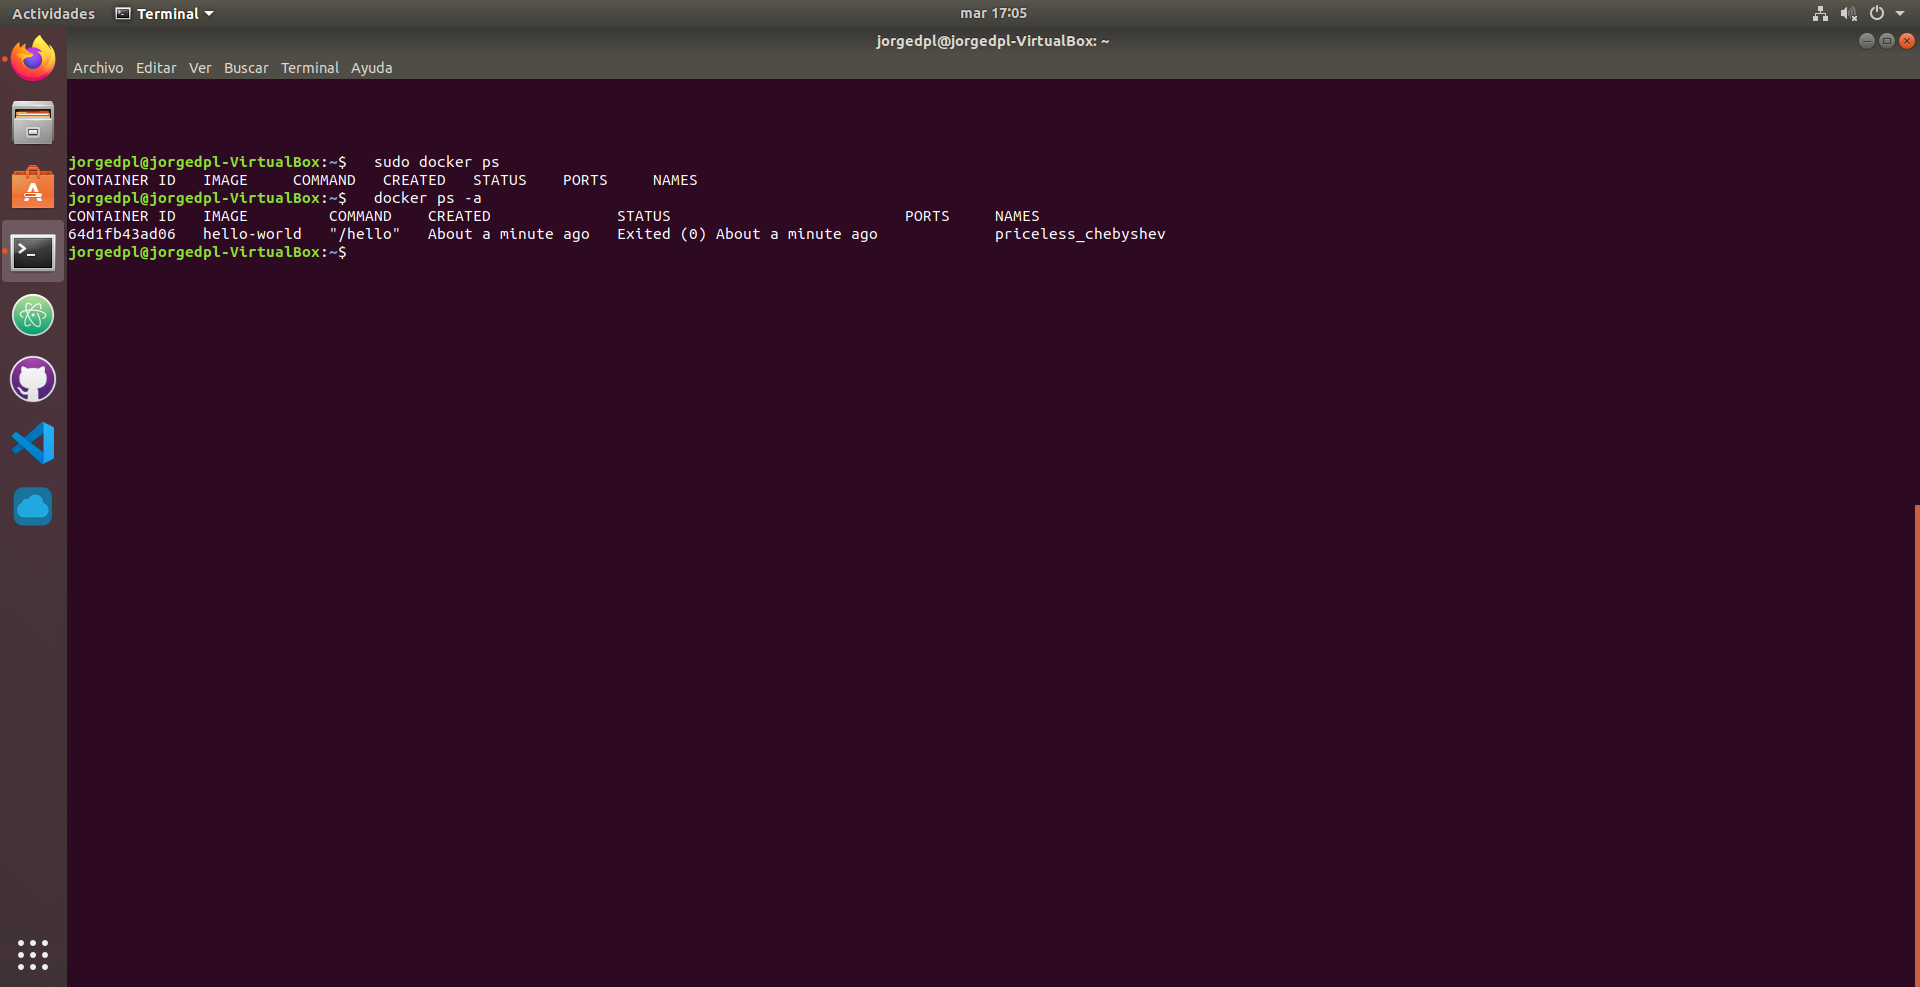 Actividades Terminal mar 17:05
jorgedpl@jorgedpl-VirtualBox: ~
Archivo Editar Ver Buscar Terminal Ayuda
jorgedpl@jorgedpl-VirtualBox:~$   sudo docker ps
CONTAINER ID   IMAGE     COMMAND   CREATED   STATUS    PORTS     NAMES
jorgedpl@jorgedpl-VirtualBox:~$   docker ps -a
CONTAINER ID   IMAGE         COMMAND    CREATED              STATUS                          PORTS     NAMES
64d1fb43ad06   hello-world   "/hello"   About a minute ago   Exited (0) About a minute ago             priceless_chebyshev
jorgedpl@jorgedpl-VirtualBox:~$